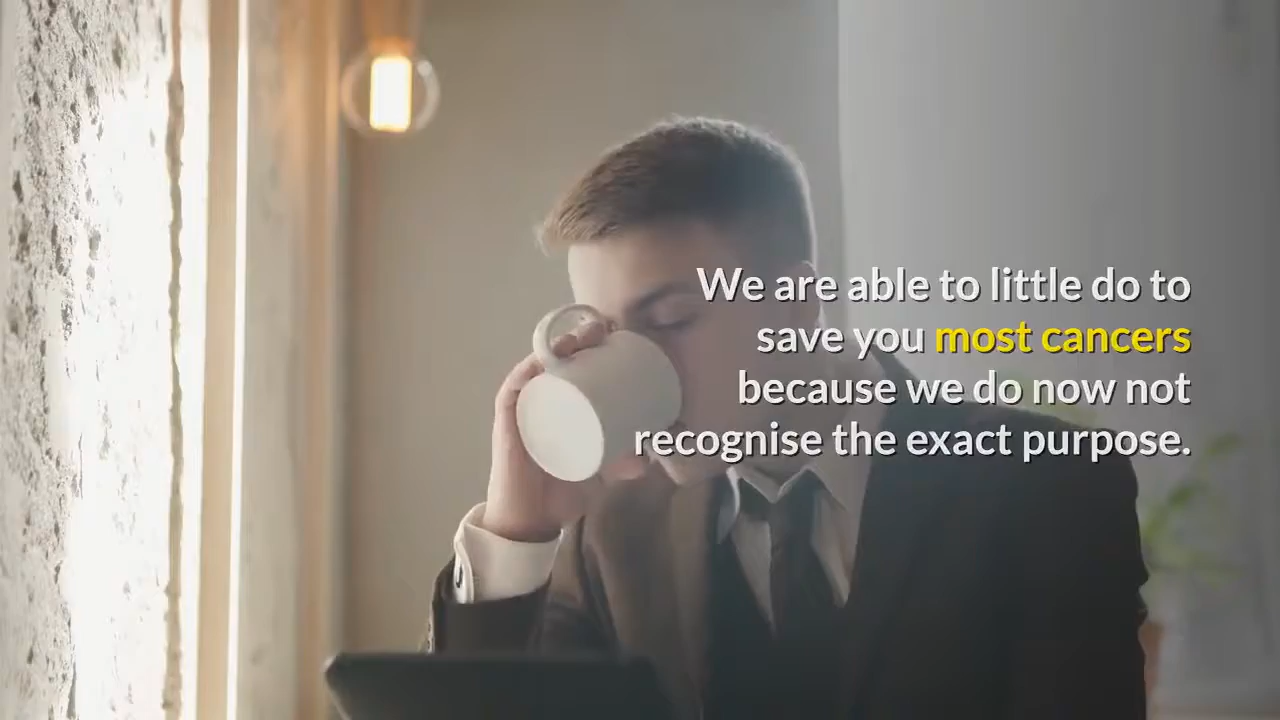 We are able to little do to
save you most cancers
because we do now not
recognise the exact purpose.